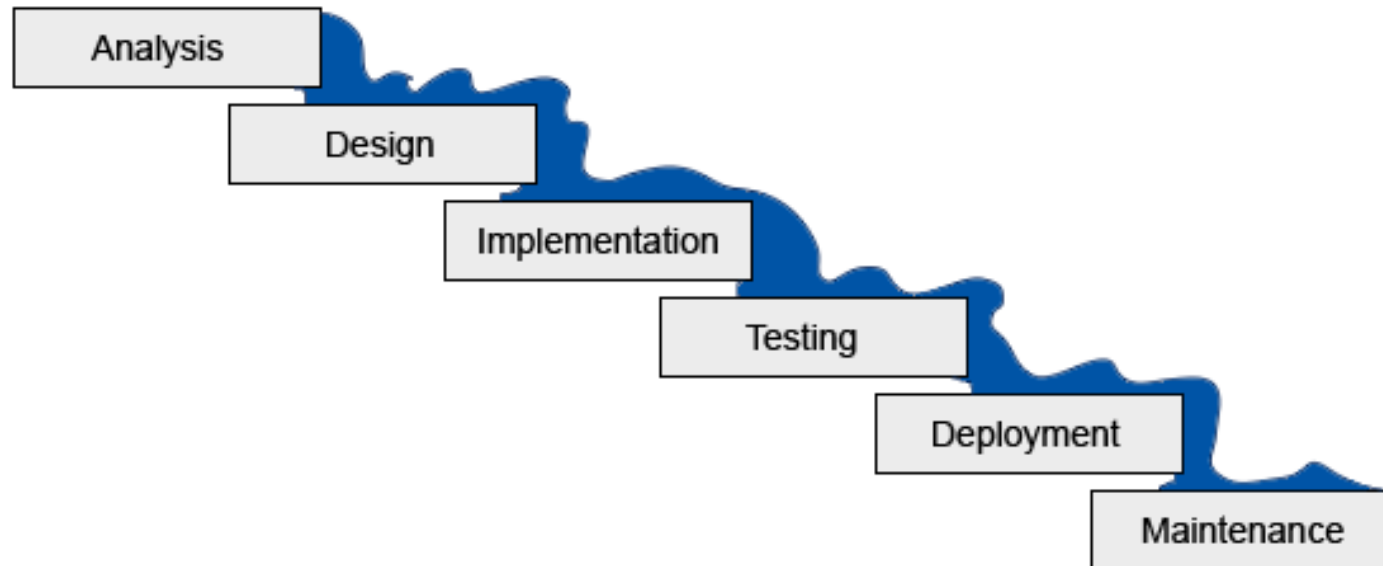 Analysis
Design
Implementation
Testing
Deployment
Maintenance